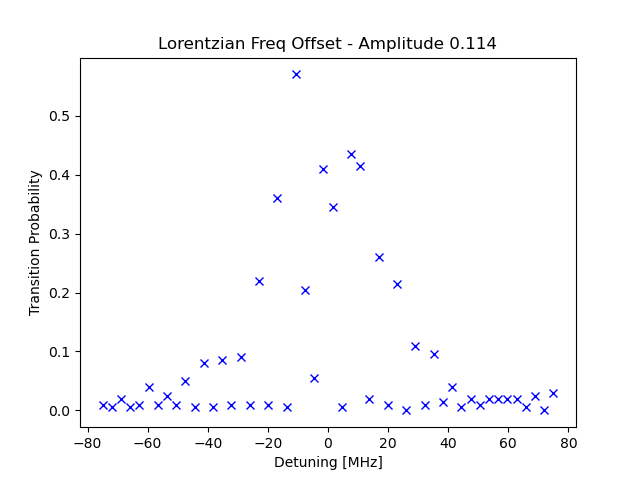 Lorentzian Freq Offset - Amplitude 0.114
Transition Probability
0.5
0.4
0.3
0.2
0.1
0.0
−80 −60 −40 −20 0 20 40 60 80
Detuning [MHz]